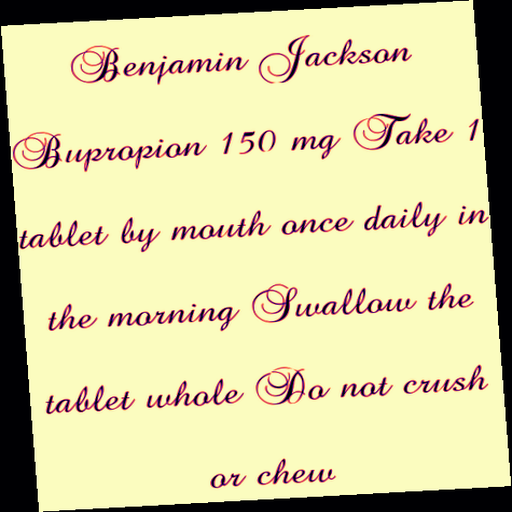 Benjamin Jackson
Bupropion 150 mg Take 1
tablet by mouth once daily in
the morning Swallow the
tablet whole Do not crush
or chew